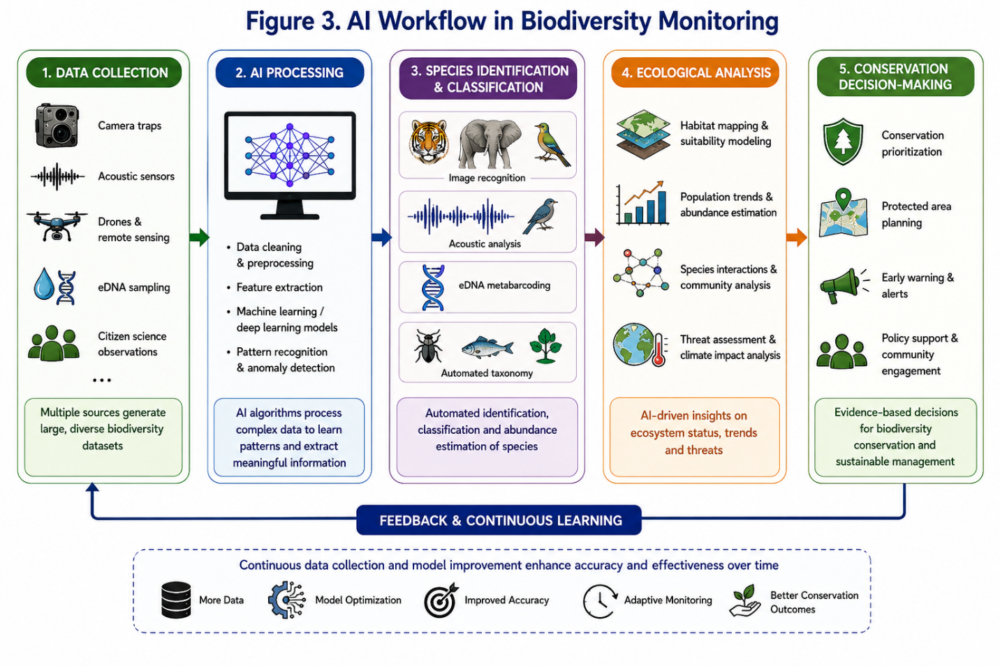 Figure 3. AI Workflow in Biodiversity Monitoring
1. DATA COLLECTION
Camera traps
Acoustic sensors
Drones &
remote sensing
eDNA sampling
Citizen science
observations
...
Multiple sources generate
large, diverse biodiversity
datasets
2. AI PROCESSING
• Data cleaning
& preprocessing
• Feature extraction
• Machine learning /
deep learning models
• Pattern recognition
& anomaly detection
AI algorithms process
complex data to learn
patterns and extract
meaningful information
3. SPECIES IDENTIFICATION
& CLASSIFICATION
Image recognition
Acoustic analysis
eDNA metabarcoding
Automated taxonomy
Automated identification,
classification and abundance
estimation of species
4. ECOLOGICAL ANALYSIS
Habitat mapping &
suitability modeling
Population trends &
abundance estimation
Species interactions &
community analysis
Threat assessment &
climate impact analysis
AI-driven insights on
ecosystem status, trends
and threats
5. CONSERVATION
DECISION-MAKING
Conservation
prioritization
Protected area
planning
Early warning &
alerts
Policy support &
community
engagement
Evidence-based decisions
for biodiversity
conservation and
sustainable management
FEEDBACK & CONTINUOUS LEARNING
Continuous data collection and model improvement enhance accuracy and effectiveness over time
More Data
Model Optimization
Improved Accuracy
Adaptive Monitoring
Better Conservation
Outcomes